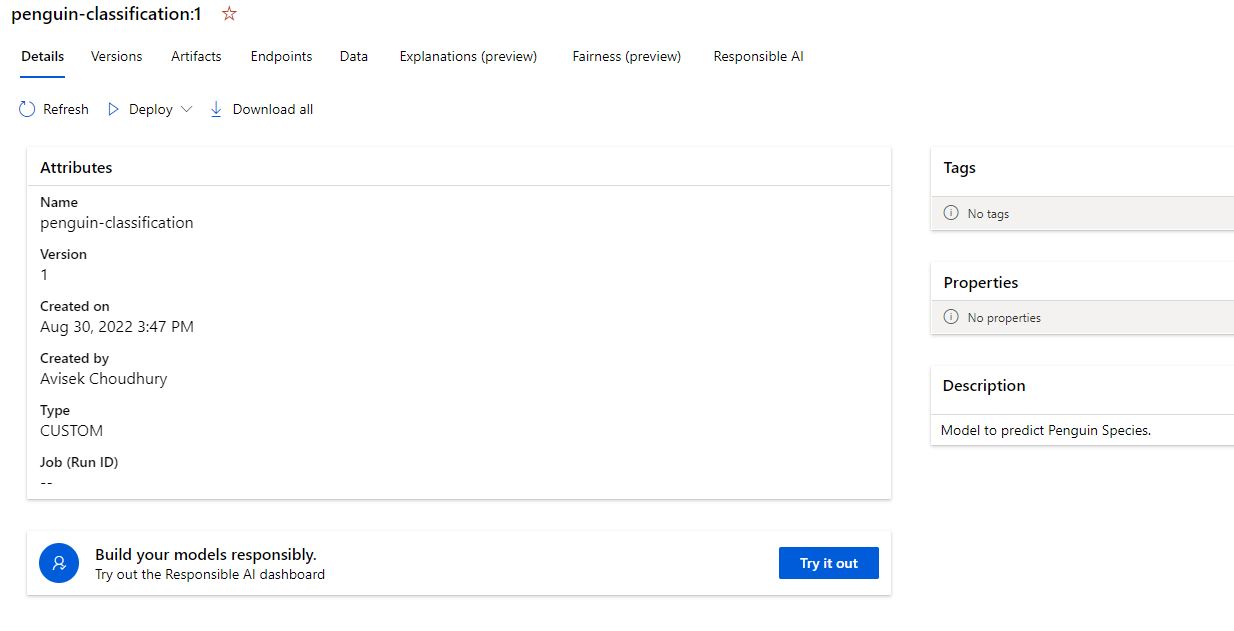 penguin-classification:1
Details Versions Artifacts Endpoints Data Explanations (preview) Fairness (preview) Responsible AI
Refresh Deploy Download all
Attributes
Name
penguin-classification
Version
1
Created on
Aug 30, 2022 3:47 PM
Created by
Avisek Choudhury
Type
CUSTOM
Job (Run ID)
--
Tags
No tags
Properties
No properties
Description
Model to predict Penguin Species.
Build your models responsibly.
Try out the Responsible AI dashboard
Try it out